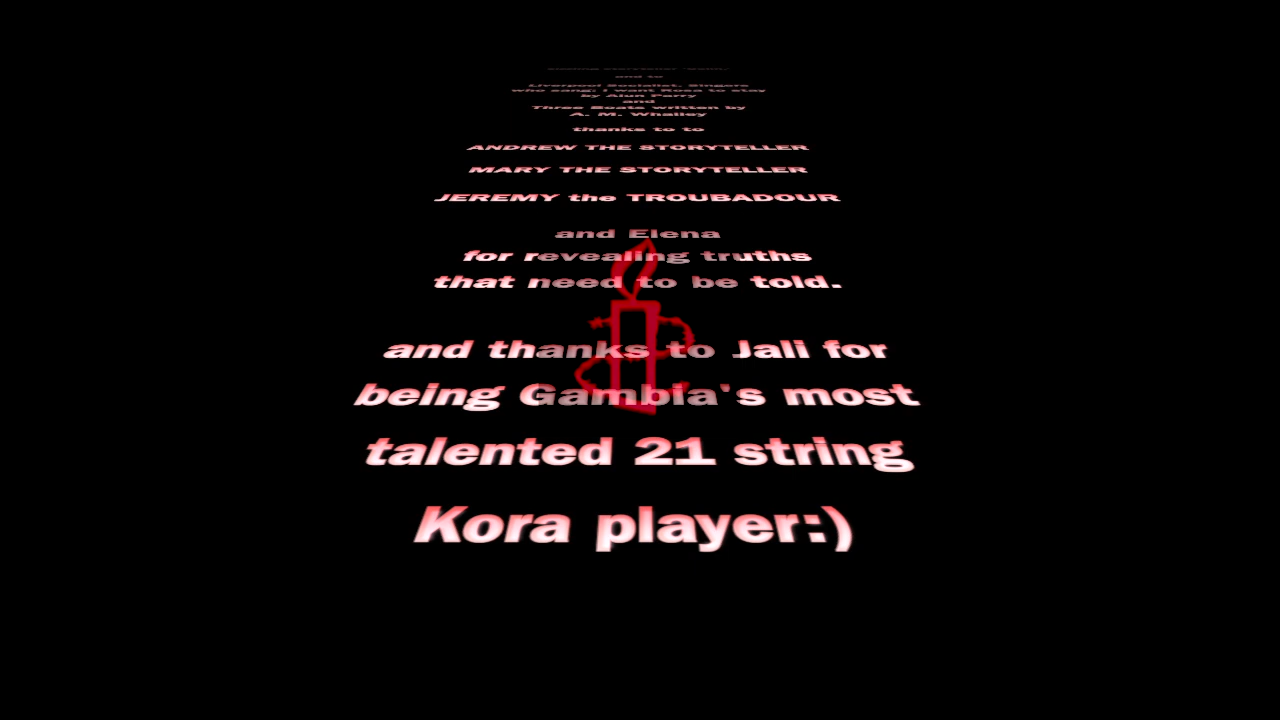 and to
Liverpool Socialist. Singers
who sang; I want Rosa to stay
by Alun Parry
and
Three Boats written by
A. M. Whalley
thanks to to
ANDREW THE STORYTELLER
MARY THE STORYTELLER
JEREMY the TROUBADOUR
and Elena
for revealing truths
that need to be told.
and thanks to Jali for
being Gambia's most
talented 21 string
Kora player:)